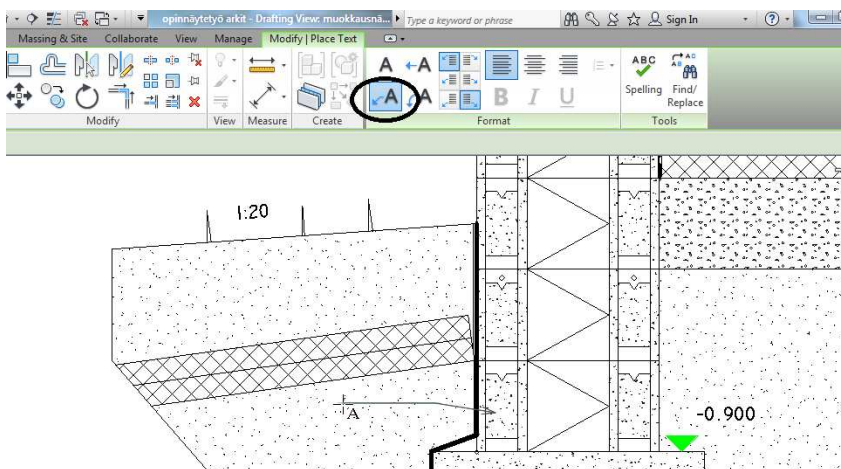 opinnäytetyö arkit - Drafting View: muokkausnä... Type a keyword or phrase Sign In
Massing & Site Collaborate View Manage Modify | Place Text
A A
A A B I U
ABC
Spelling Find/
Replace
Modify View Measure Create Format Tools
1:20
A
-0.900